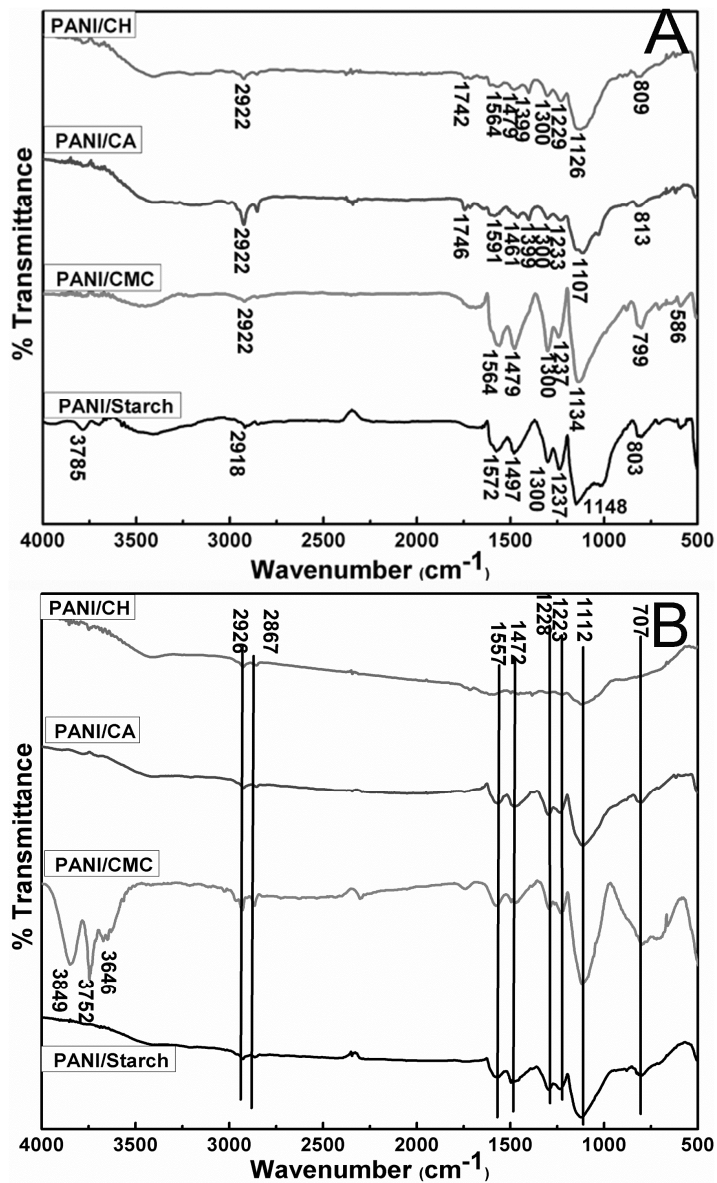 A
PANI/CH
2922
1742
1564
1479
1399
1300
1229
1126
809
PANI/CA
2922
1746
1591
1461
1399
1300
1233
1107
813
PANI/CMC
2922
1564
1479
1300
1237
1134
799
586
PANI/Starch
3785
2918
1572
1497
1300
1237
1148
803
% Transmittance
4000 3500 3000 2500 2000 1500 1000 500
Wavenumber (cm-1)
B
PANI/CH
2926
2867
1557
1472
1228
1223
1112
707
PANI/CA
PANI/CMC
3849
3752
3646
PANI/Starch
% Transmittance
4000 3500 3000 2500 2000 1500 1000 500
Wavenumber (cm-1)